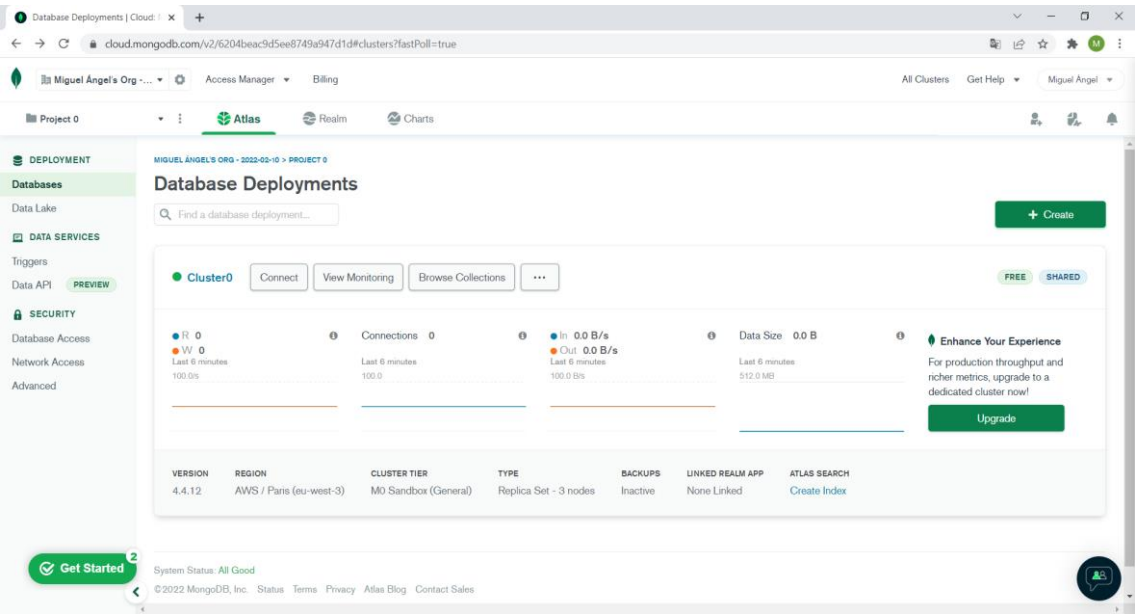 Database Deployments | Cloud:
cloud.mongodb.com/v2/6204beac9d5ee8749a947d1d#clusters?fastPoll=true
M
Miguel Ángel's Org -... Access Manager Billing All Clusters Get Help Miguel Angel
Project 0 Atlas Realm Charts
DEPLOYMENT
Databases
Data Lake
DATA SERVICES
Triggers
Data API PREVIEW
SECURITY
Database Access
Network Access
Advanced
MIGUEL ÁNGEL'S ORG - 2022-02-10 > PROJECT 0
Database Deployments
Find a database deployment...
+ Create
Cluster0 Connect View Monitoring Browse Collections ...
FREE SHARED
R 0
W 0
Last 6 minutes
100.0/s
Connections 0
Last 6 minutes
100.0
In 0.0 B/s
Out 0.0 B/s
Last 6 minutes
100.0 B/s
Data Size 0.0 B
Last 6 minutes
512.0 MB
Enhance Your Experience
For production throughput and
richer metrics, upgrade to a
dedicated cluster now!
Upgrade
VERSION REGION CLUSTER TIER TYPE BACKUPS LINKED REALM APP ATLAS SEARCH
4.4.12 AWS / Paris (eu-west-3) M0 Sandbox (General) Replica Set - 3 nodes Inactive None Linked Create Index
Get Started 2
System Status: All Good
©2022 MongoDB, Inc. Status Terms Privacy Atlas Blog Contact Sales